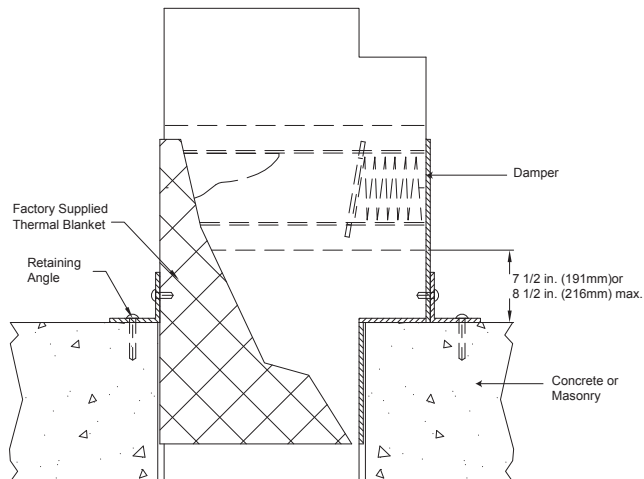 Damper
Factory Supplied
Thermal Blanket
Retaining
Angle
7 1/2 in. (191mm)or
8 1/2 in. (216mm) max.
Concrete or
Masonry